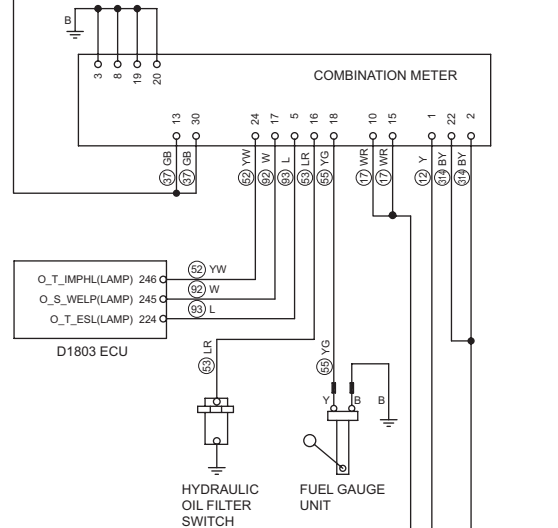 B
3 8 19 20
COMBINATION METER
13 30 24 17 5 16 18 10 15 1 22 2
37 GB 37 GB 52 YW 92 W 93 L 53 LR 55 YG 17 WR 17 WR 12 Y 314 BY 314 BY
O_T_IMPHL(LAMP) 246 52 YW
O_S_WELP(LAMP) 245 92 W
O_T_ESL(LAMP) 224 93 L
D1803 ECU
53 LR 55 YG
Y B B
HYDRAULIC
OIL FILTER
SWITCH
FUEL GAUGE
UNIT